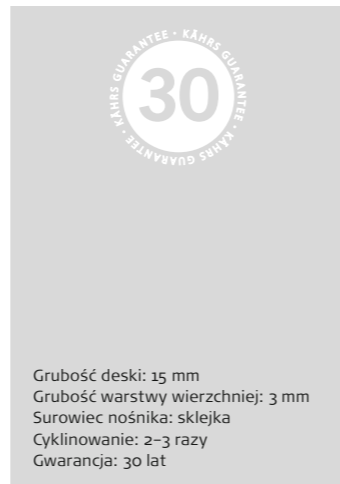 KÄHRS GUARANTEE • KÄHRS GUARANTEE • KÄHRS GUARANTEE •
30
Grubość deski: 15 mm
Grubość warstwy wierzchniej: 3 mm
Surowiec nośnika: sklejka
Cyklinowanie: 2–3 razy
Gwarancja: 30 lat